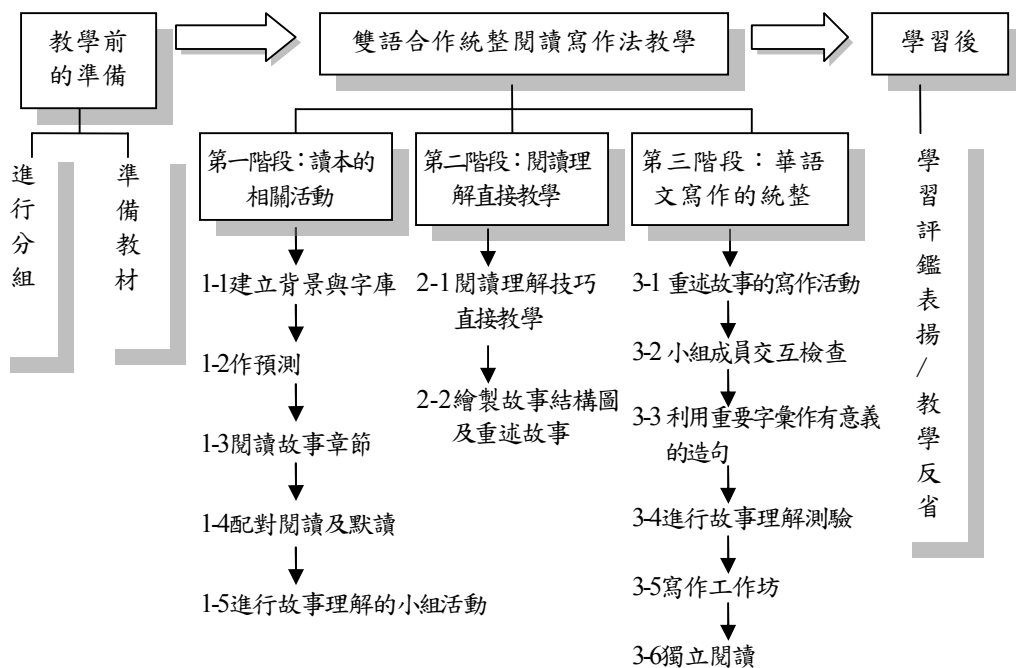 教學前
的準備
雙語合作統整閱讀寫作法教學
學習後
進行分組
準備教材
第一階段：讀本的
相關活動
1-1建立背景與字庫
1-2作預測
1-3閱讀故事章節
1-4配對閱讀及默讀
1-5進行故事理解的小組活動
第二階段：閱讀理
解直接教學
2-1閱讀理解技巧
直接教學
2-2繪製故事結構圖
及重述故事
第三階段：華語
文寫作的統整
3-1 重述故事的寫作活動
3-2 小組成員交互檢查
3-3 利用重要字彙作有意義
的造句
3-4進行故事理解測驗
3-5寫作工作坊
3-6獨立閱讀
學習評鑑表揚/教學反省